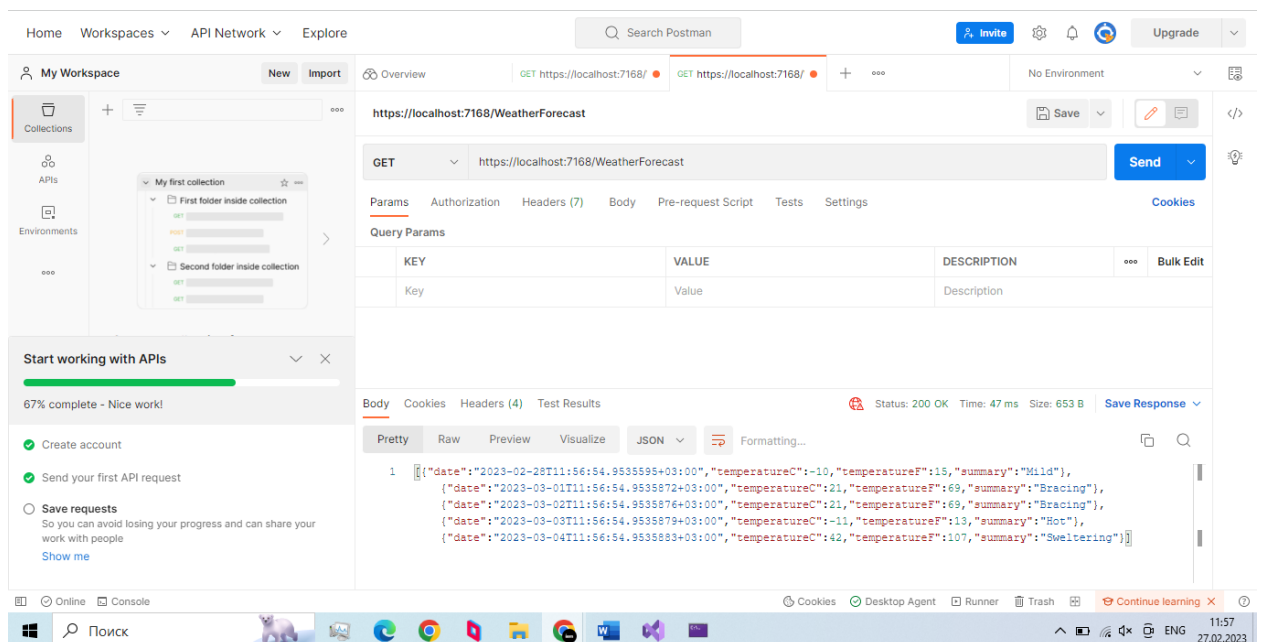 Home Workspaces API Network Explore Search Postman Invite Upgrade
My Workspace New Import Overview GET https://localhost:7168/ GET https://localhost:7168/ No Environment
Collections
APIs
Environments
My first collection
First folder inside collection
GET
POST
GET
Second folder inside collection
GET
GET
https://localhost:7168/WeatherForecast Save
GET https://localhost:7168/WeatherForecast Send
Params Authorization Headers (7) Body Pre-request Script Tests Settings Cookies
Query Params
KEY VALUE DESCRIPTION Bulk Edit
Key Value Description
Start working with APIs
67% complete - Nice work!
Create account
Send your first API request
Save requests
So you can avoid losing your progress and can share your
work with people
Show me
Body Cookies Headers (4) Test Results Status: 200 OK Time: 47 ms Size: 653 B Save Response
Pretty Raw Preview Visualize JSON Formatting...
1 [{"date":"2023-02-28T11:56:54.9535595+03:00","temperatureC":-10,"temperatureF":15,"summary":"Mild"},
{"date":"2023-03-01T11:56:54.9535872+03:00","temperatureC":21,"temperatureF":69,"summary":"Bracing"},
{"date":"2023-03-02T11:56:54.9535876+03:00","temperatureC":21,"temperatureF":69,"summary":"Bracing"},
{"date":"2023-03-03T11:56:54.9535879+03:00","temperatureC":-11,"temperatureF":13,"summary":"Hot"},
{"date":"2023-03-04T11:56:54.9535883+03:00","temperatureC":42,"temperatureF":107,"summary":"Sweltering"}]
Online Console Cookies Desktop Agent Runner Trash Continue learning
Поиск ENG 11:57
27.02.2023